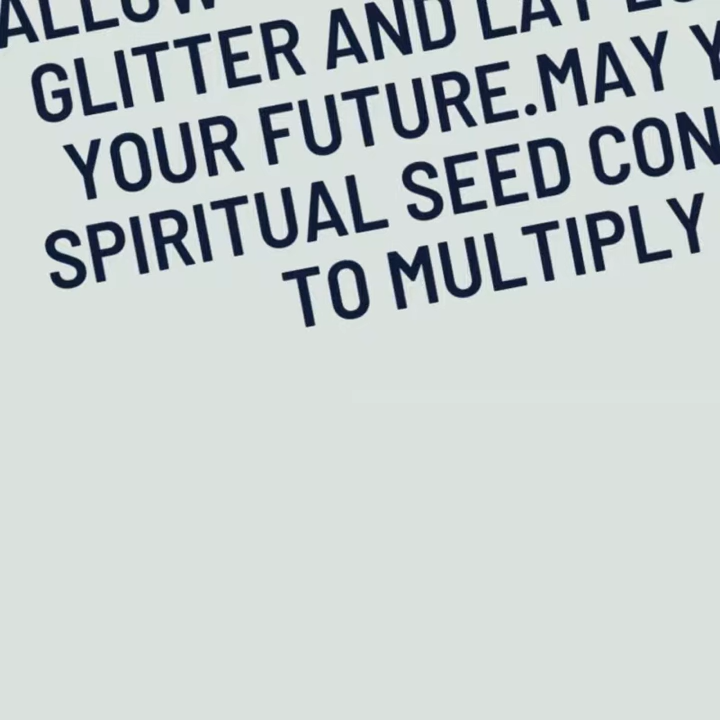 GLITTER AND
YOUR FUTURE.MAY
SPIRITUAL SEED
TO MULTIPLY